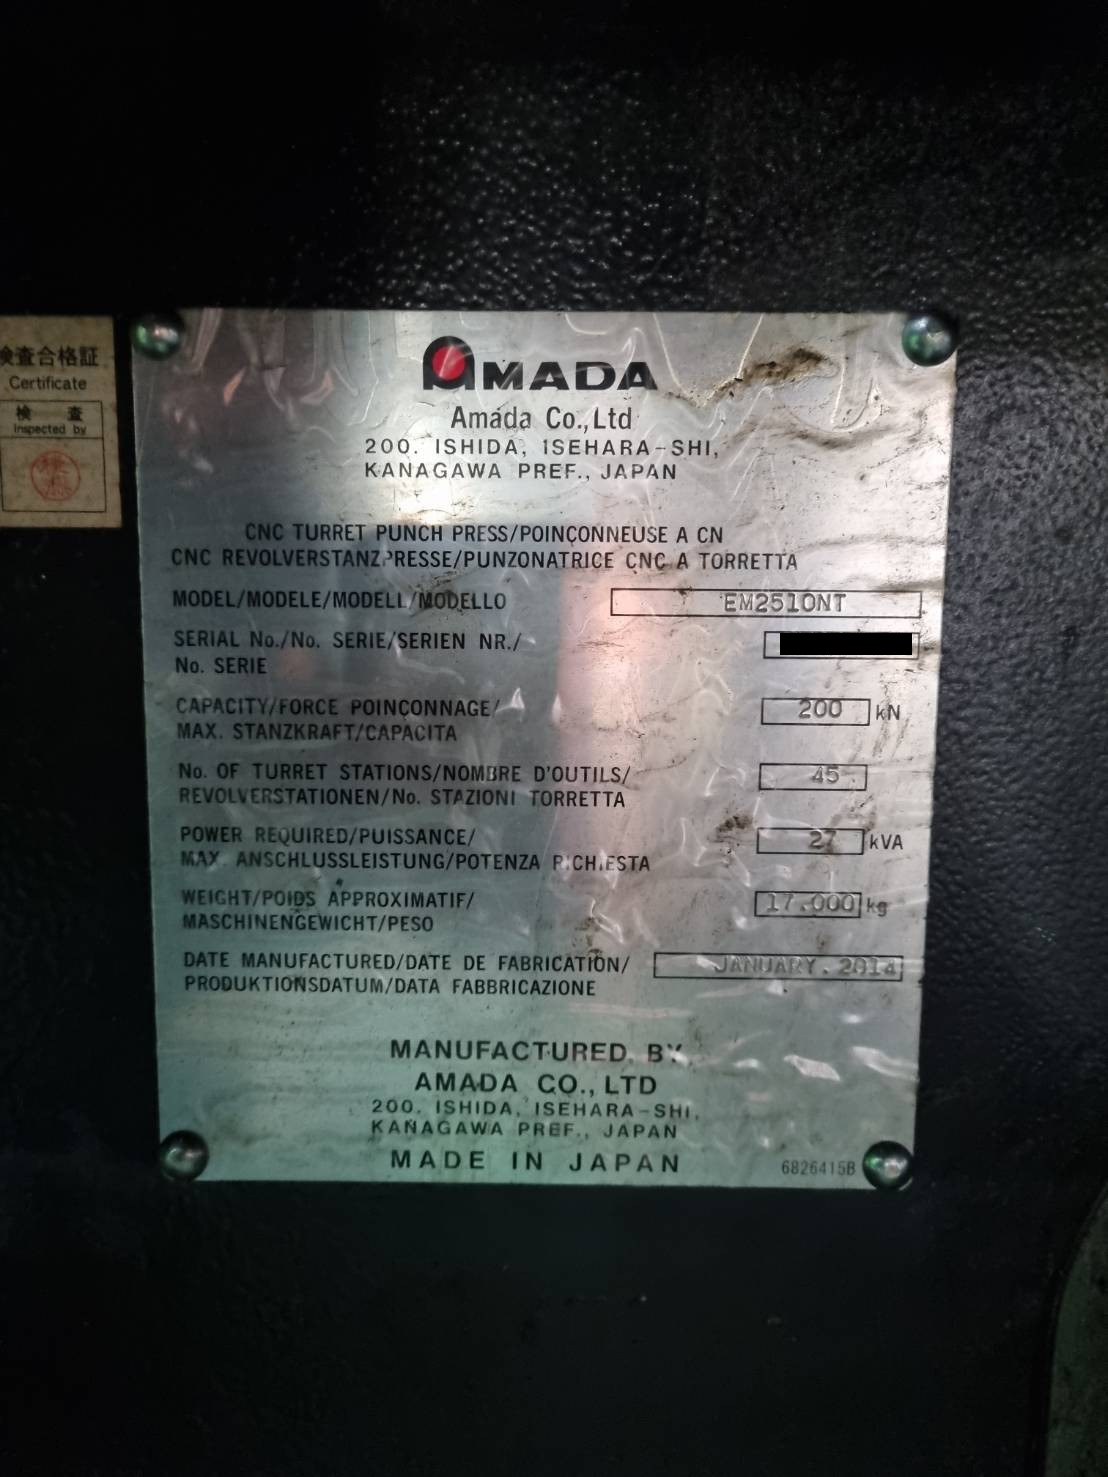 検査合格証
Certificate
検 査
Inspected by
AMADA
Amada Co.,Ltd
200. ISHIDA, ISEHARA-SHI,
KANAGAWA PREF., JAPAN
CNC TURRET PUNCH PRESS/POINÇONNEUSE A CN
CNC REVOLVERSTANZPRESSE/PUNZONATRICE CNC A TORRETTA
MODEL/MODELE/MODELL/MODELLO EM2510NT
SERIAL No./No. SERIE/SERIEN NR./
No. SERIE
CAPACITY/FORCE POINÇONNAGE/ 200 kN
MAX. STANZKRAFT/CAPACITA
No. OF TURRET STATIONS/NOMBRE D'OUTILS/ 45
REVOLVERSTATIONEN/No. STAZIONI TORRETTA
POWER REQUIRED/PUISSANCE/ 27 kVA
MAX. ANSCHLUSSLEISTUNG/POTENZA RICHIESTA
WEIGHT/POIDS APPROXIMATIF/ 17.000 kg
MASCHINENGEWICHT/PESO
DATE MANUFACTURED/DATE DE FABRICATION/ JANUARY. 2014
PRODUKTIONSDATUM/DATA FABBRICAZIONE
MANUFACTURED. BY
AMADA CO., LTD
200. ISHIDA, ISEHARA-SHI,
KANAGAWA PREF., JAPAN
MADE IN JAPAN
6826415B